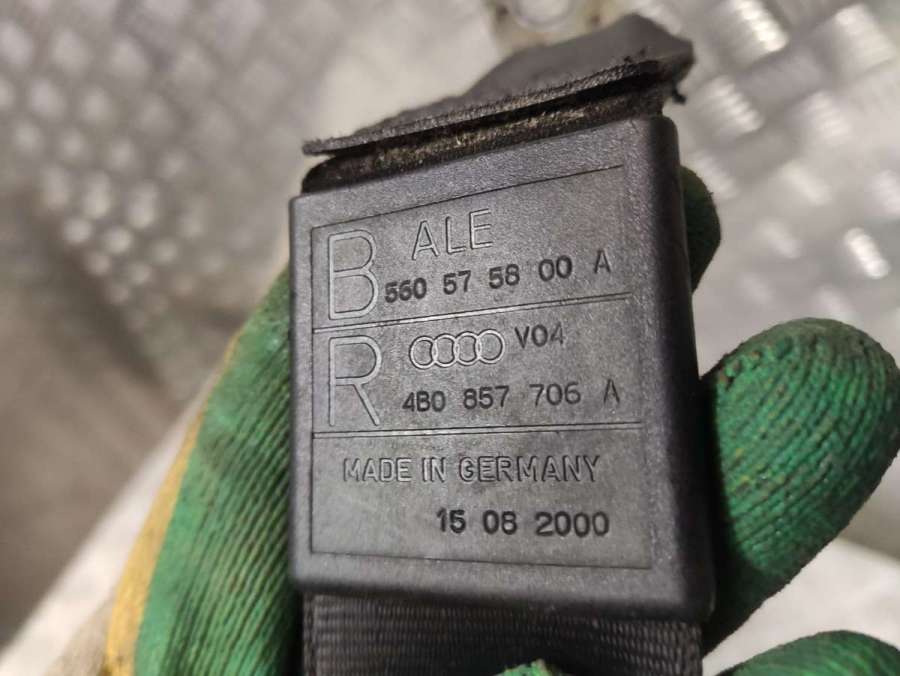 B ALE
560 57 58 00 A
R V04
4B0 857 706 A
MADE IN GERMANY
15 06 2000